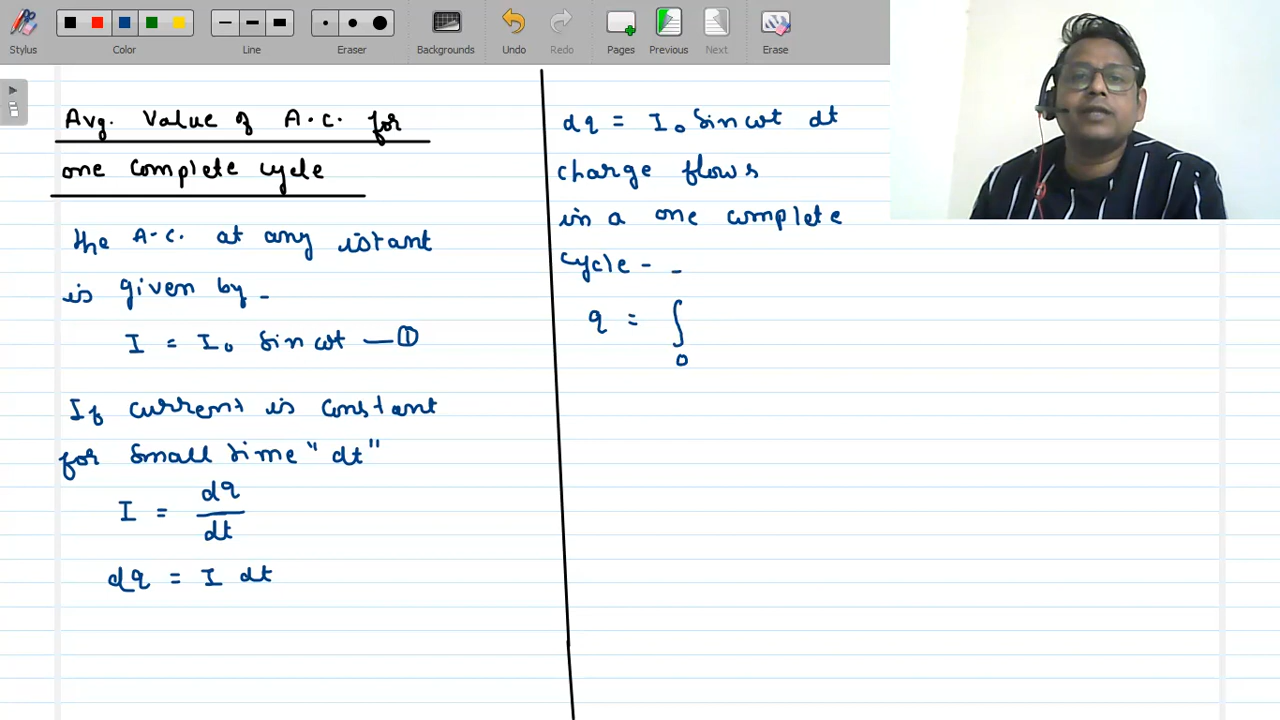 Stylus
Color
Line
Eraser
Backgrounds
Undo
Redo
Pages
Previous
Next
Erase
Avg. Value of A.C. for
one complete cycle
the A.C. at any istant
is given by -
I = I₀ sin ωt — ①
If current is constant
for small time "dt"
I = dq/dt
dq = I dt
dq = I₀ sin ωt dt
charge flows
in a one complete
cycle - -
q = ∫₀